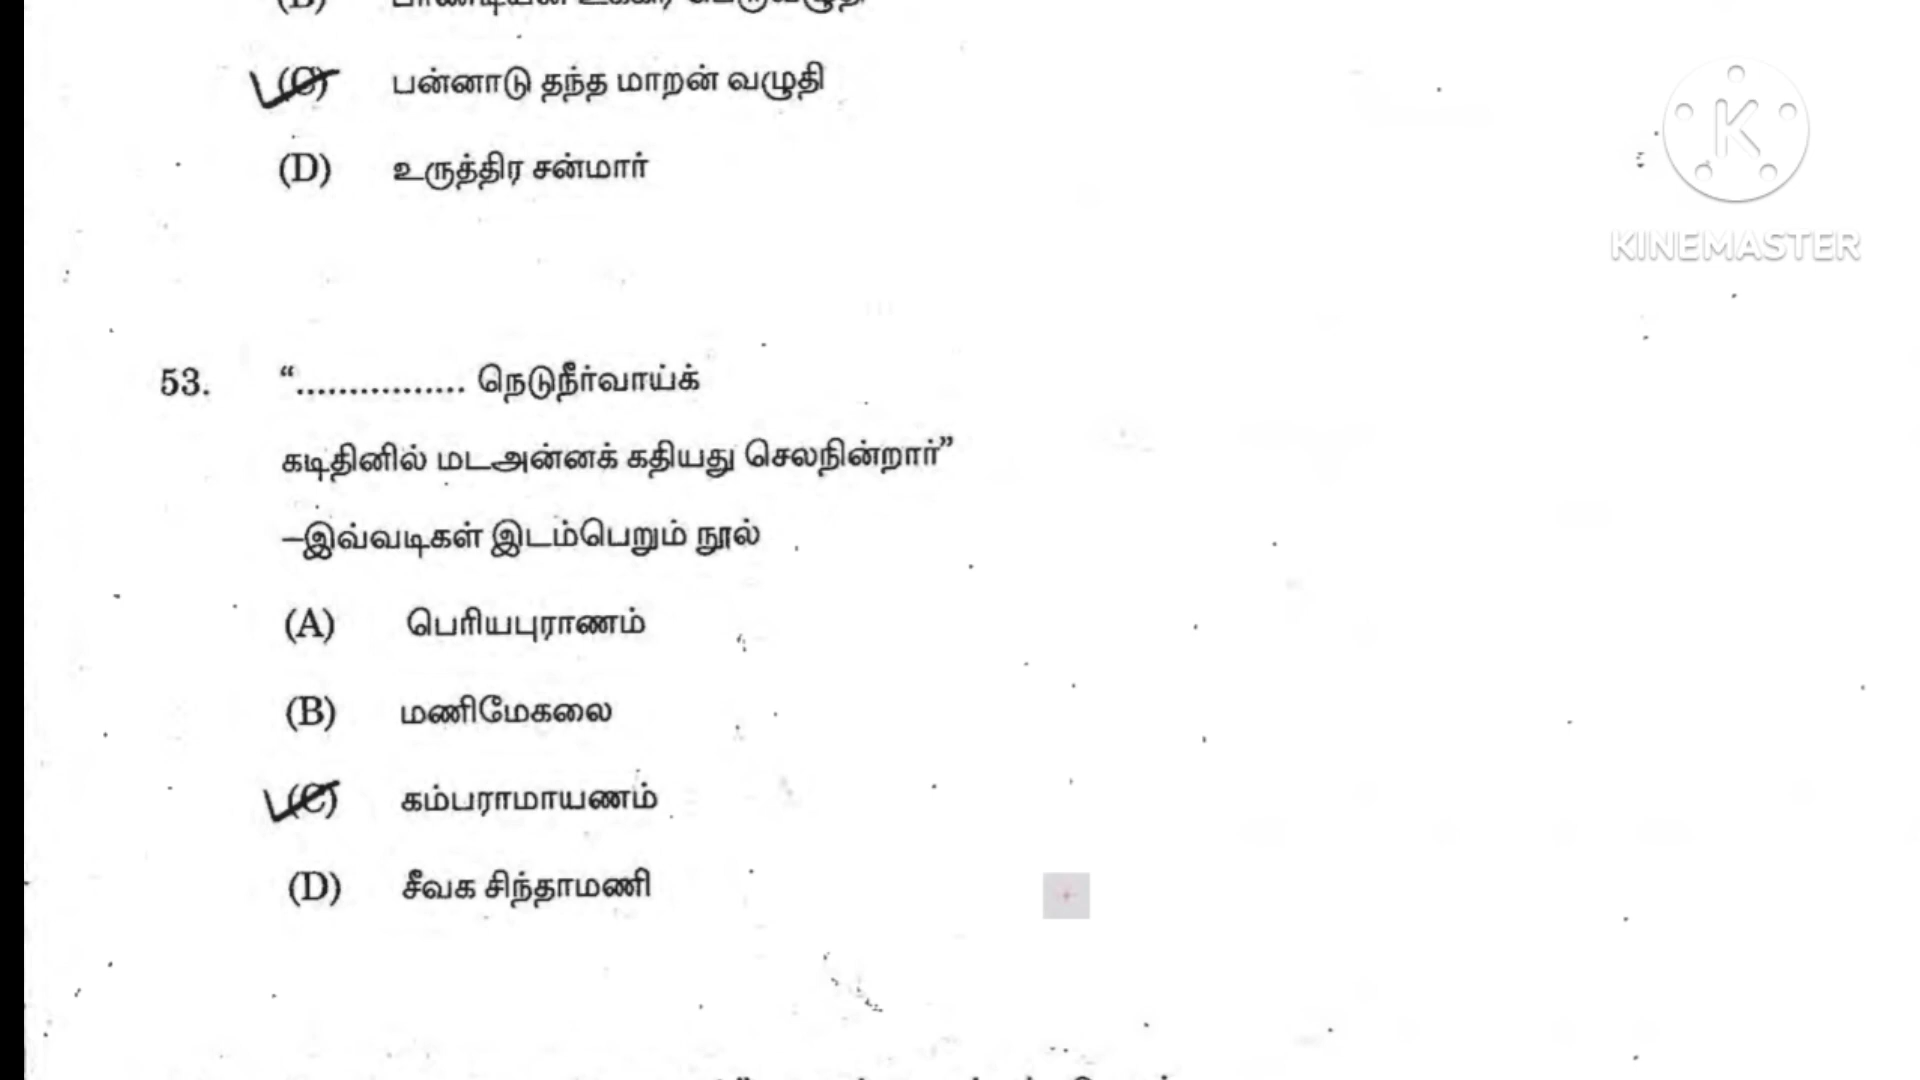 (C) பன்னாடு தந்த மாறன் வழுதி
(D) உருத்திர சன்மார்
K
KINEMASTER
53. “................ நெடுநீர்வாய்க்
கடிதினில் மடஅன்னக் கதியது செலநின்றார்”
–இவ்வடிகள் இடம்பெறும் நூல்
(A) பெரியபுராணம்
(B) மணிமேகலை
(C) கம்பராமாயணம்
(D) சீவக சிந்தாமணி